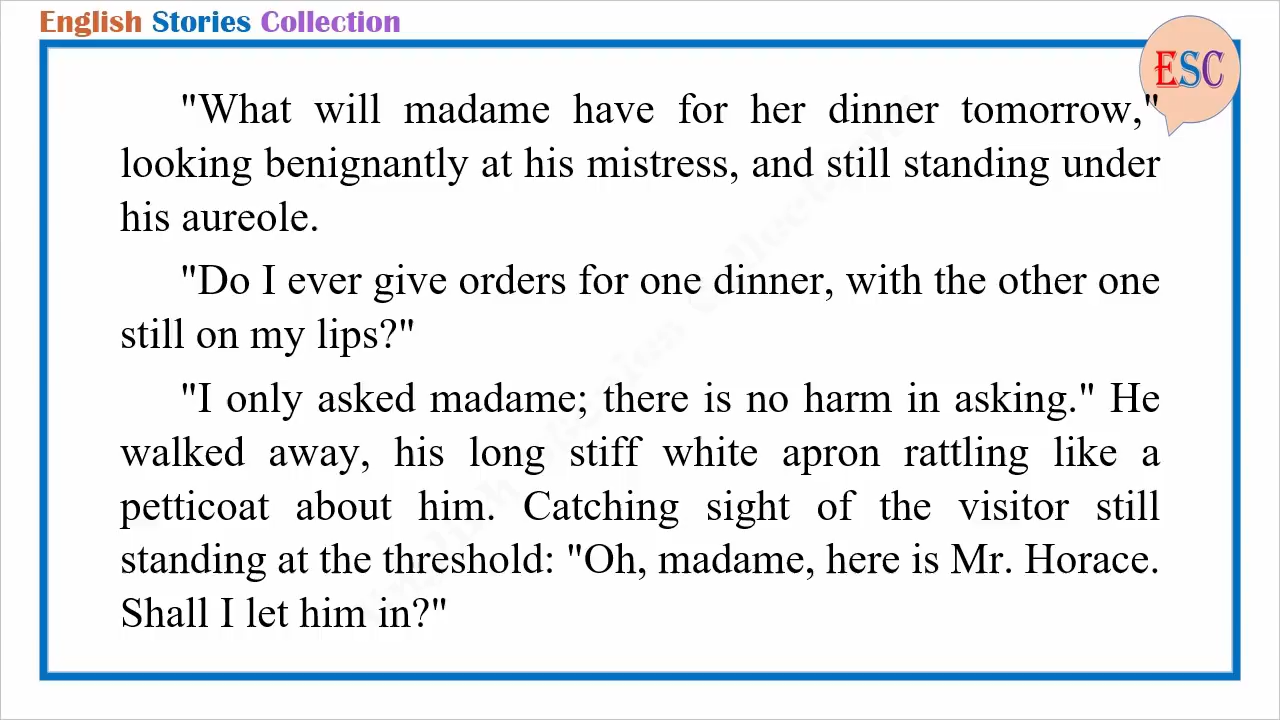 English Stories Collection
ESC
"What will madame have for her dinner tomorrow,"
looking benignantly at his mistress, and still standing under
his aureole.
"Do I ever give orders for one dinner, with the other one
still on my lips?"
"I only asked madame; there is no harm in asking." He
walked away, his long stiff white apron rattling like a
petticoat about him. Catching sight of the visitor still
standing at the threshold: "Oh, madame, here is Mr. Horace.
Shall I let him in?"